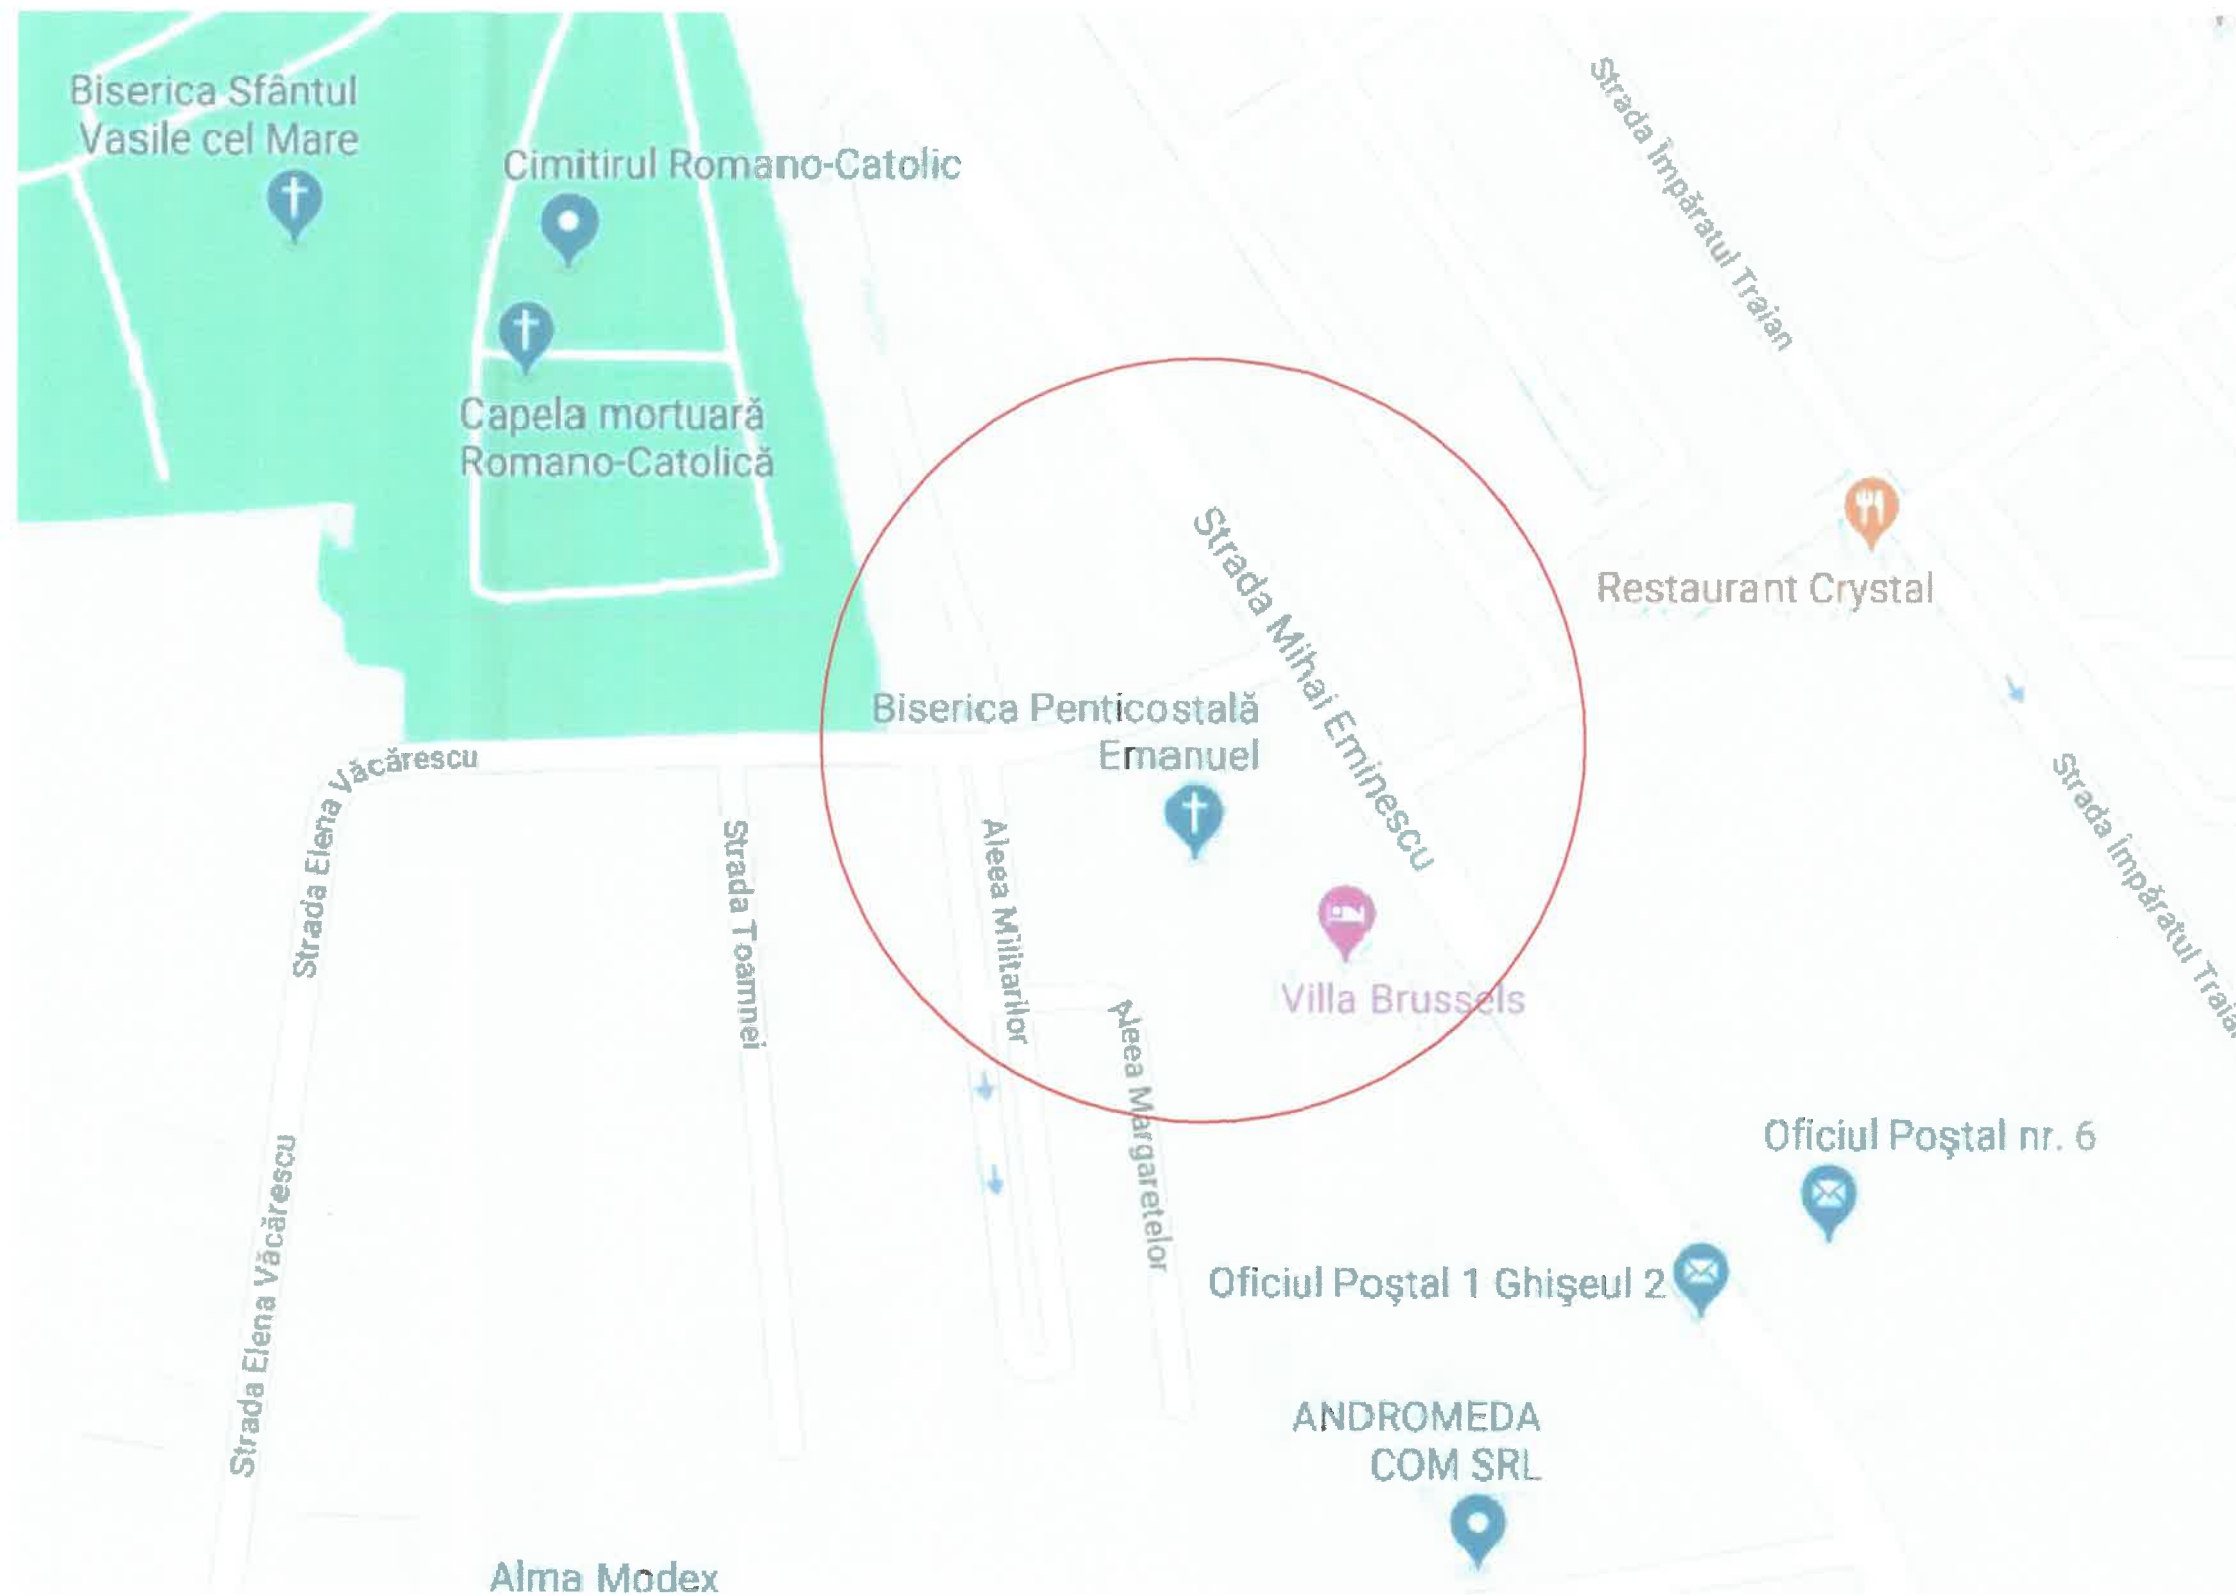 Biserica Sfântul
Vasile cel Mare
Cimitirul Romano-Catolic
Capela mortuară
Romano-Catolică
Strada Împăratul Traian
Restaurant Crystal
Strada Mihai Eminescu
Biserica Penticostală
Emanuel
Strada Elena Văcărescu
Strada Toamnei
Aleea Militarilor
Villa Brussels
Strada Împăratul Traian
Aleea Margaretelor
Oficiul Poştal nr. 6
Strada Elena Văcărescu
Oficiul Poştal 1 Ghişeul 2
ANDROMEDA
COM SRL
Alma Modex